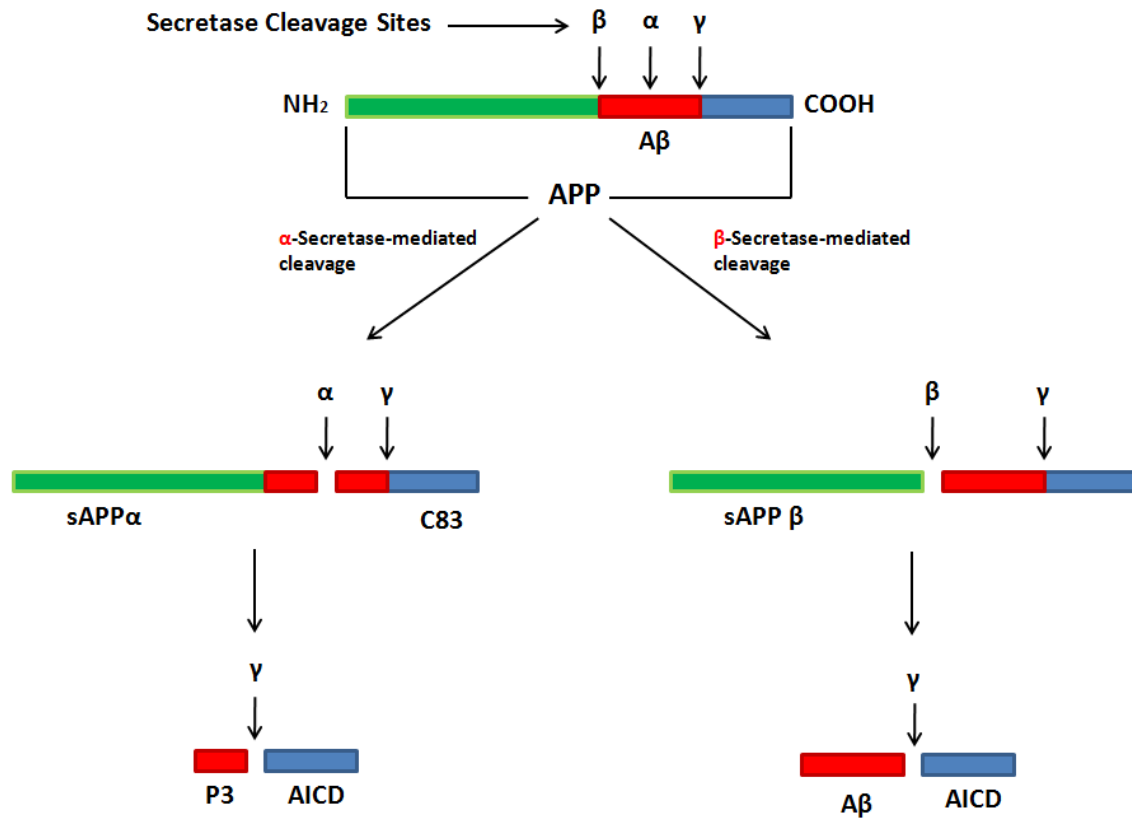 Secretase Cleavage Sites
β α γ
NH₂
COOH
Aβ
APP
α-Secretase-mediated
cleavage
β-Secretase-mediated
cleavage
α γ
β γ
sAPPα
C83
sAPP β
γ
γ
P3
AICD
Aβ
AICD